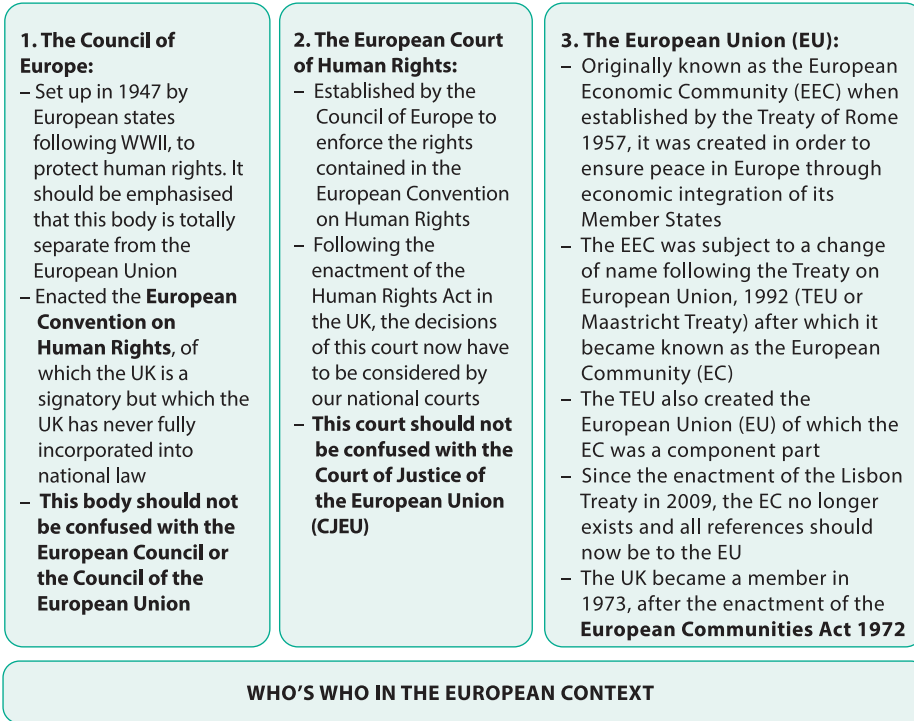 1. The Council of
Europe:
– Set up in 1947 by
European states
following WWII, to
protect human rights. It
should be emphasised
that this body is totally
separate from the
European Union
– Enacted the European
Convention on
Human Rights, of
which the UK is a
signatory but which the
UK has never fully
incorporated into
national law
– This body should not
be confused with the
European Council or
the Council of the
European Union
2. The European Court
of Human Rights:
– Established by the
Council of Europe to
enforce the rights
contained in the
European Convention
on Human Rights
– Following the
enactment of the
Human Rights Act in
the UK, the decisions
of this court now have
to be considered by
our national courts
– This court should not
be confused with the
Court of Justice of
the European Union
(CJEU)
3. The European Union (EU):
– Originally known as the European
Economic Community (EEC) when
established by the Treaty of Rome
1957, it was created in order to
ensure peace in Europe through
economic integration of its
Member States
– The EEC was subject to a change
of name following the Treaty on
European Union, 1992 (TEU or
Maastricht Treaty) after which it
became known as the European
Community (EC)
– The TEU also created the
European Union (EU) of which the
EC was a component part
– Since the enactment of the Lisbon
Treaty in 2009, the EC no longer
exists and all references should
now be to the EU
– The UK became a member in
1973, after the enactment of the
European Communities Act 1972
WHO'S WHO IN THE EUROPEAN CONTEXT